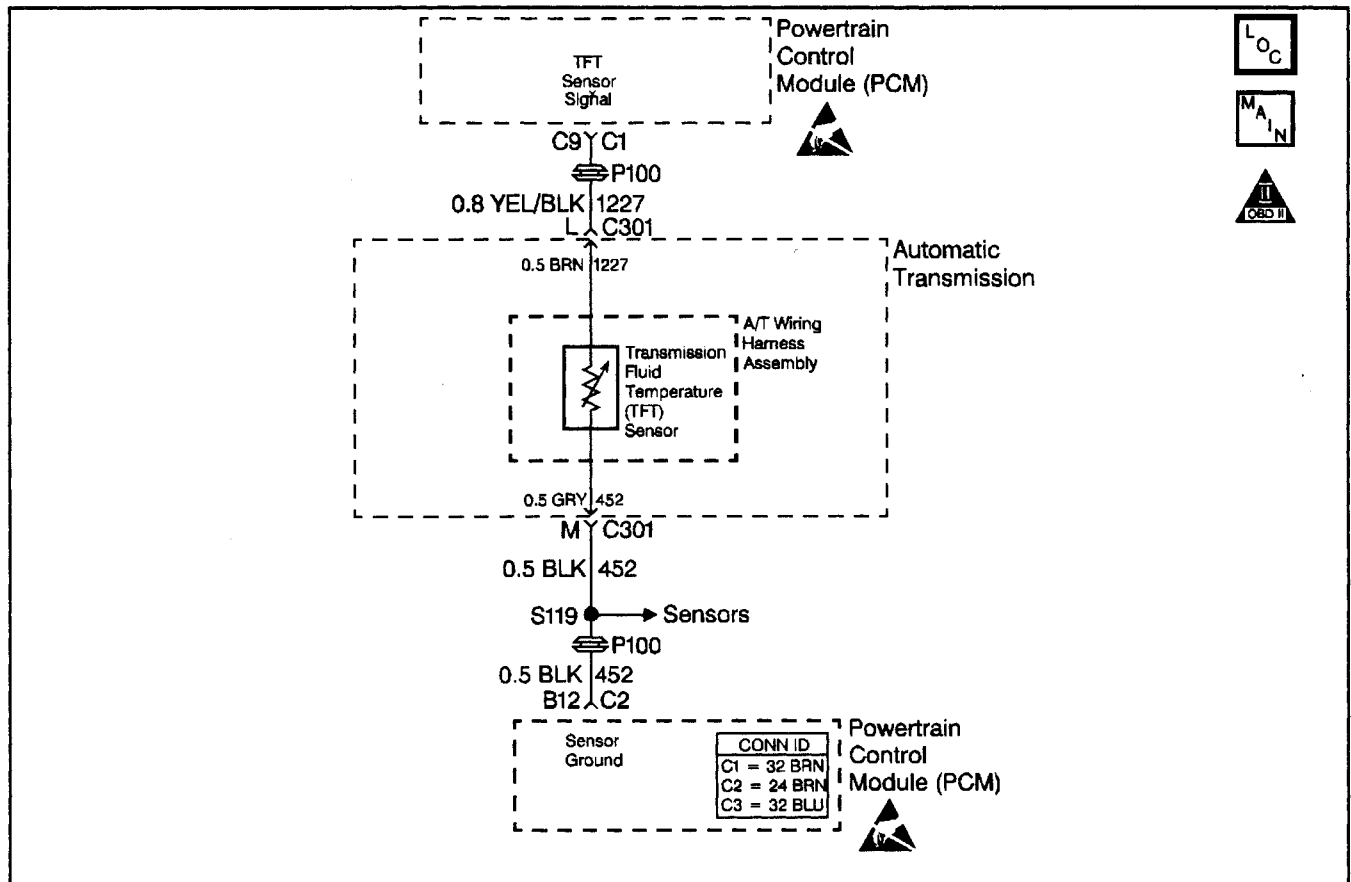 Powertrain
Control
Module (PCM)
TFT
Sensor
Signal
L O C
M A I N
II
OBD II
C9 C1
P100
0.8 YEL/BLK 1227
L C301
Automatic
Transmission
0.5 BRN 1227
A/T Wiring
Harness
Assembly
Transmission
Fluid
Temperature
(TFT)
Sensor
0.5 GRY 452
M C301
0.5 BLK 452
S119 Sensors
P100
0.5 BLK 452
B12 C2
Powertrain
Control
Module (PCM)
Sensor
Ground
CONN ID
C1 = 32 BRN
C2 = 24 BRN
C3 = 32 BLU